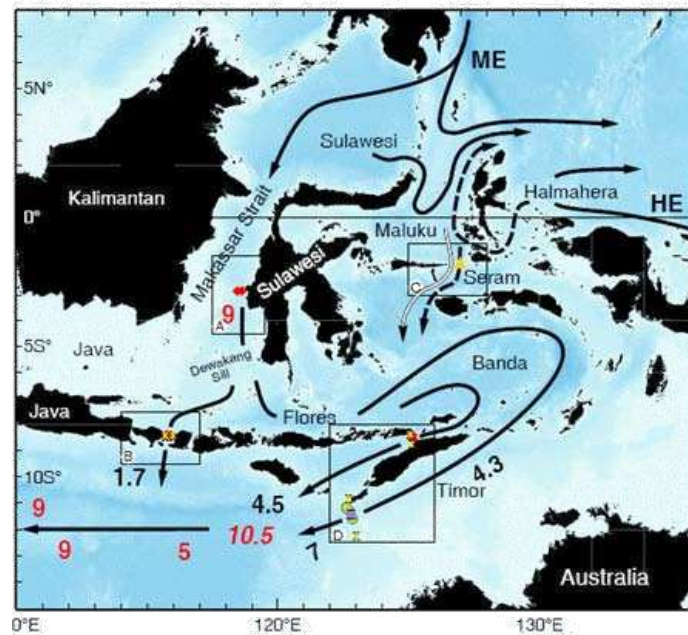 ME
5N°
Sulawesi
Kalimantan
Makassar Strait
Halmahera
0°
HE
Maluku
Sulawesi
Seram
C
9
A
5S°
Java
Dewakang
Sill
Banda
Java
Flores
B
10S°
1.7
4.3
4.5
Timor
9
10.5
7
D
9
5
Australia
0°E
120°E
130°E